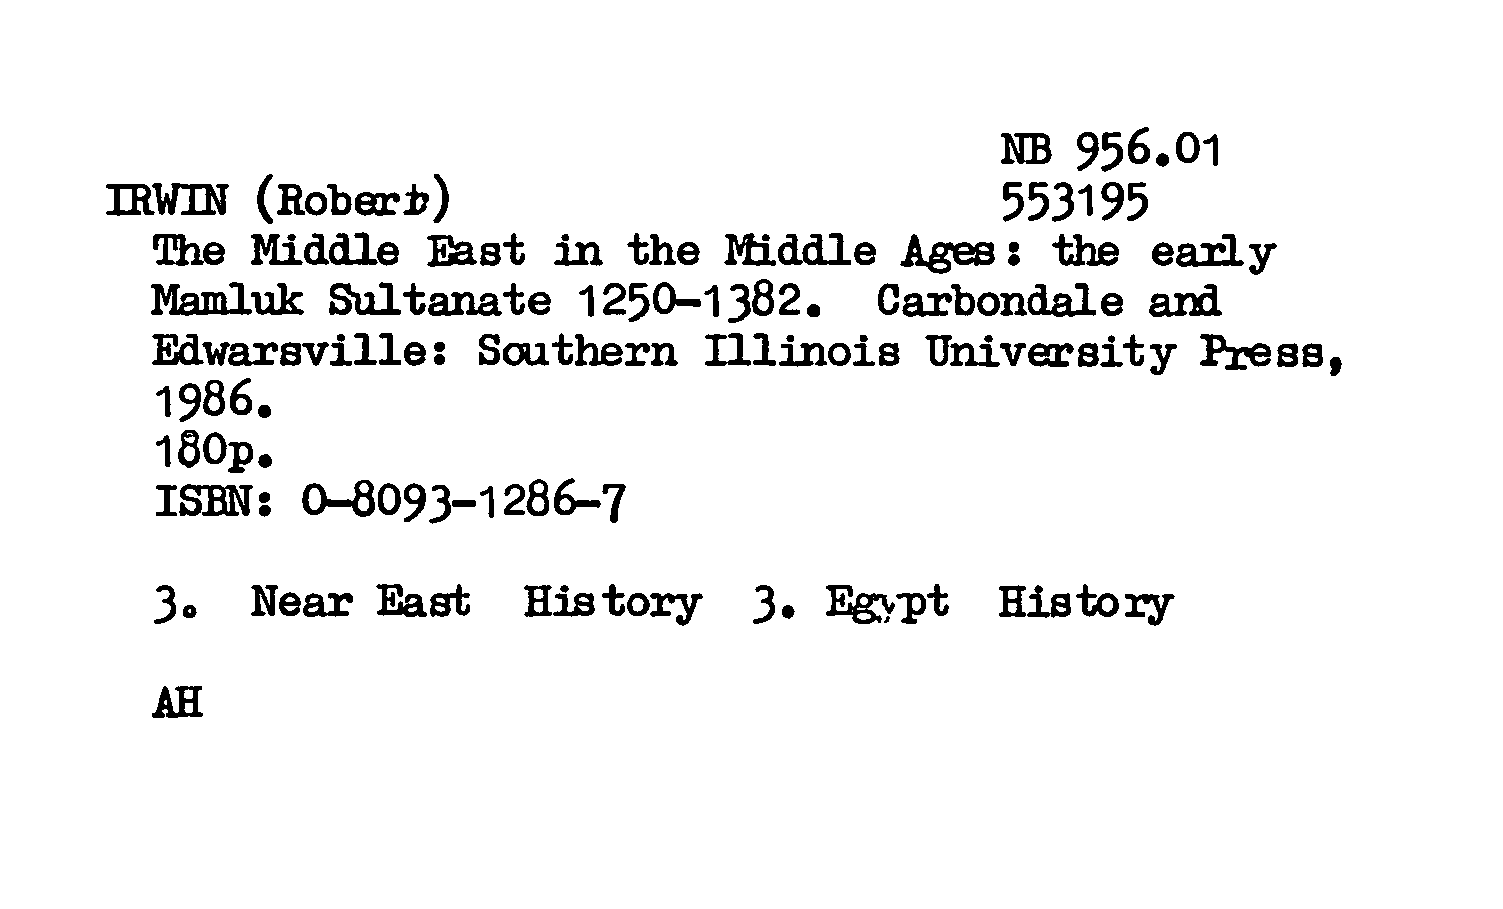 NB 956.01
IRWIN (Robert) 553195
The Middle East in the Middle Ages: the early
Mamluk Sultanate 1250-1382. Carbondale and
Edwarsville: Southern Illinois University Press,
1986.
180p.
ISBN: 0-8093-1286-7
3. Near East History 3. Egypt History
AH